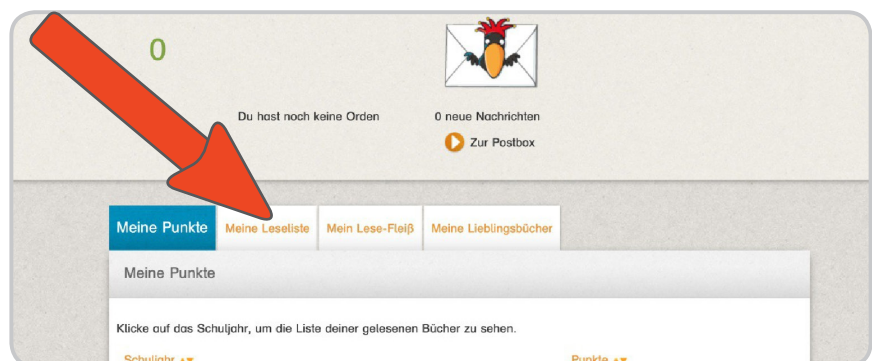 0
Du hast noch keine Orden
0 neue Nachrichten
Zur Postbox
Meine Punkte
Meine Leseliste
Mein Lese-Fleiß
Meine Lieblingsbücher
Meine Punkte
Klicke auf das Schuljahr, um die Liste deiner gelesenen Bücher zu sehen.
Schuljahr
Punkte